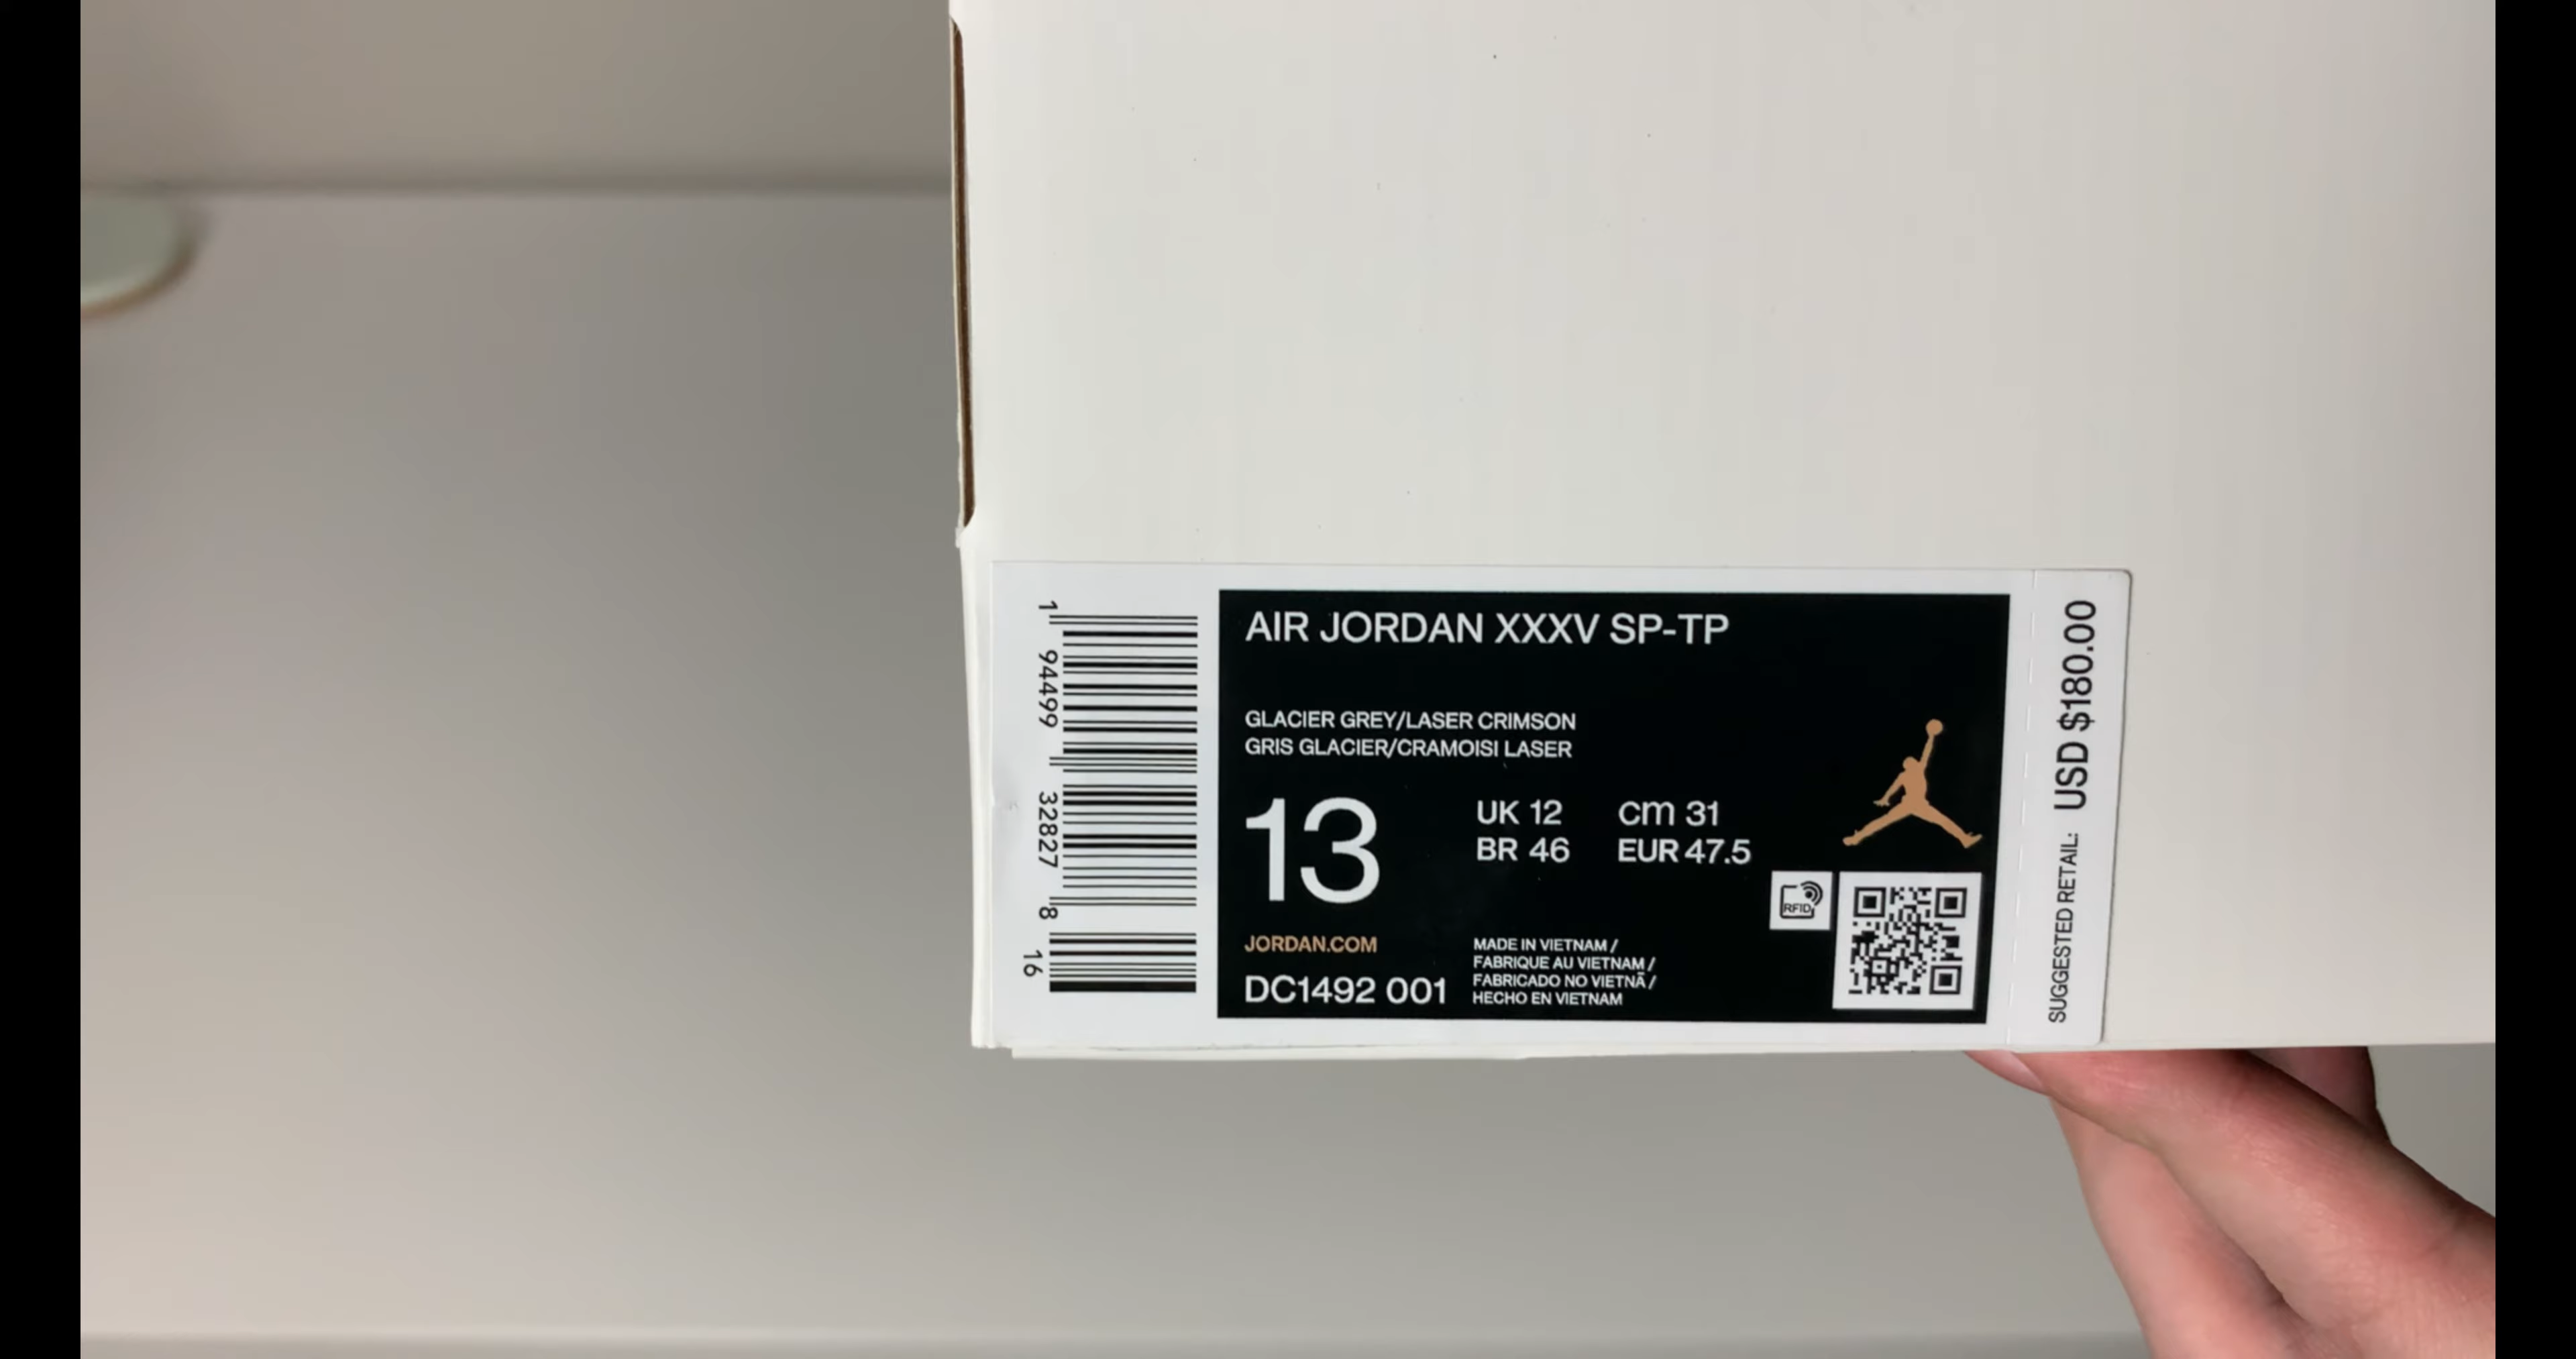 1 94499 32827 8
16
AIR JORDAN XXXV SP-TP
GLACIER GREY/LASER CRIMSON
GRIS GLACIER/CRAMOISI LASER
13
UK 12 cm 31
BR 46 EUR 47.5
RFID
JORDAN.COM
DC1492 001
MADE IN VIETNAM /
FABRIQUE AU VIETNAM /
FABRICADO NO VIETNÃ /
HECHO EN VIETNAM
SUGGESTED RETAIL: USD $180.00